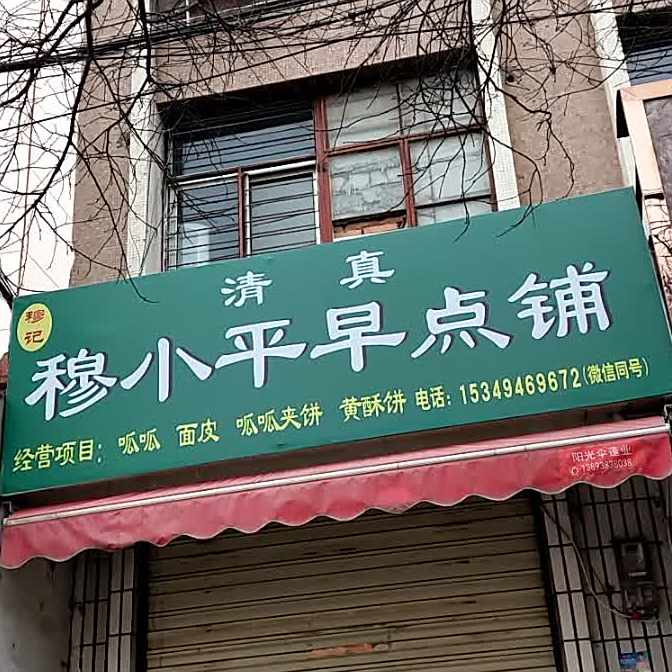 清真
穆记
穆小平早点铺
经营项目：呱呱 面皮 呱呱夹饼 黄酥饼 电话：15349469672(微信同号)
阳光伞蓬业